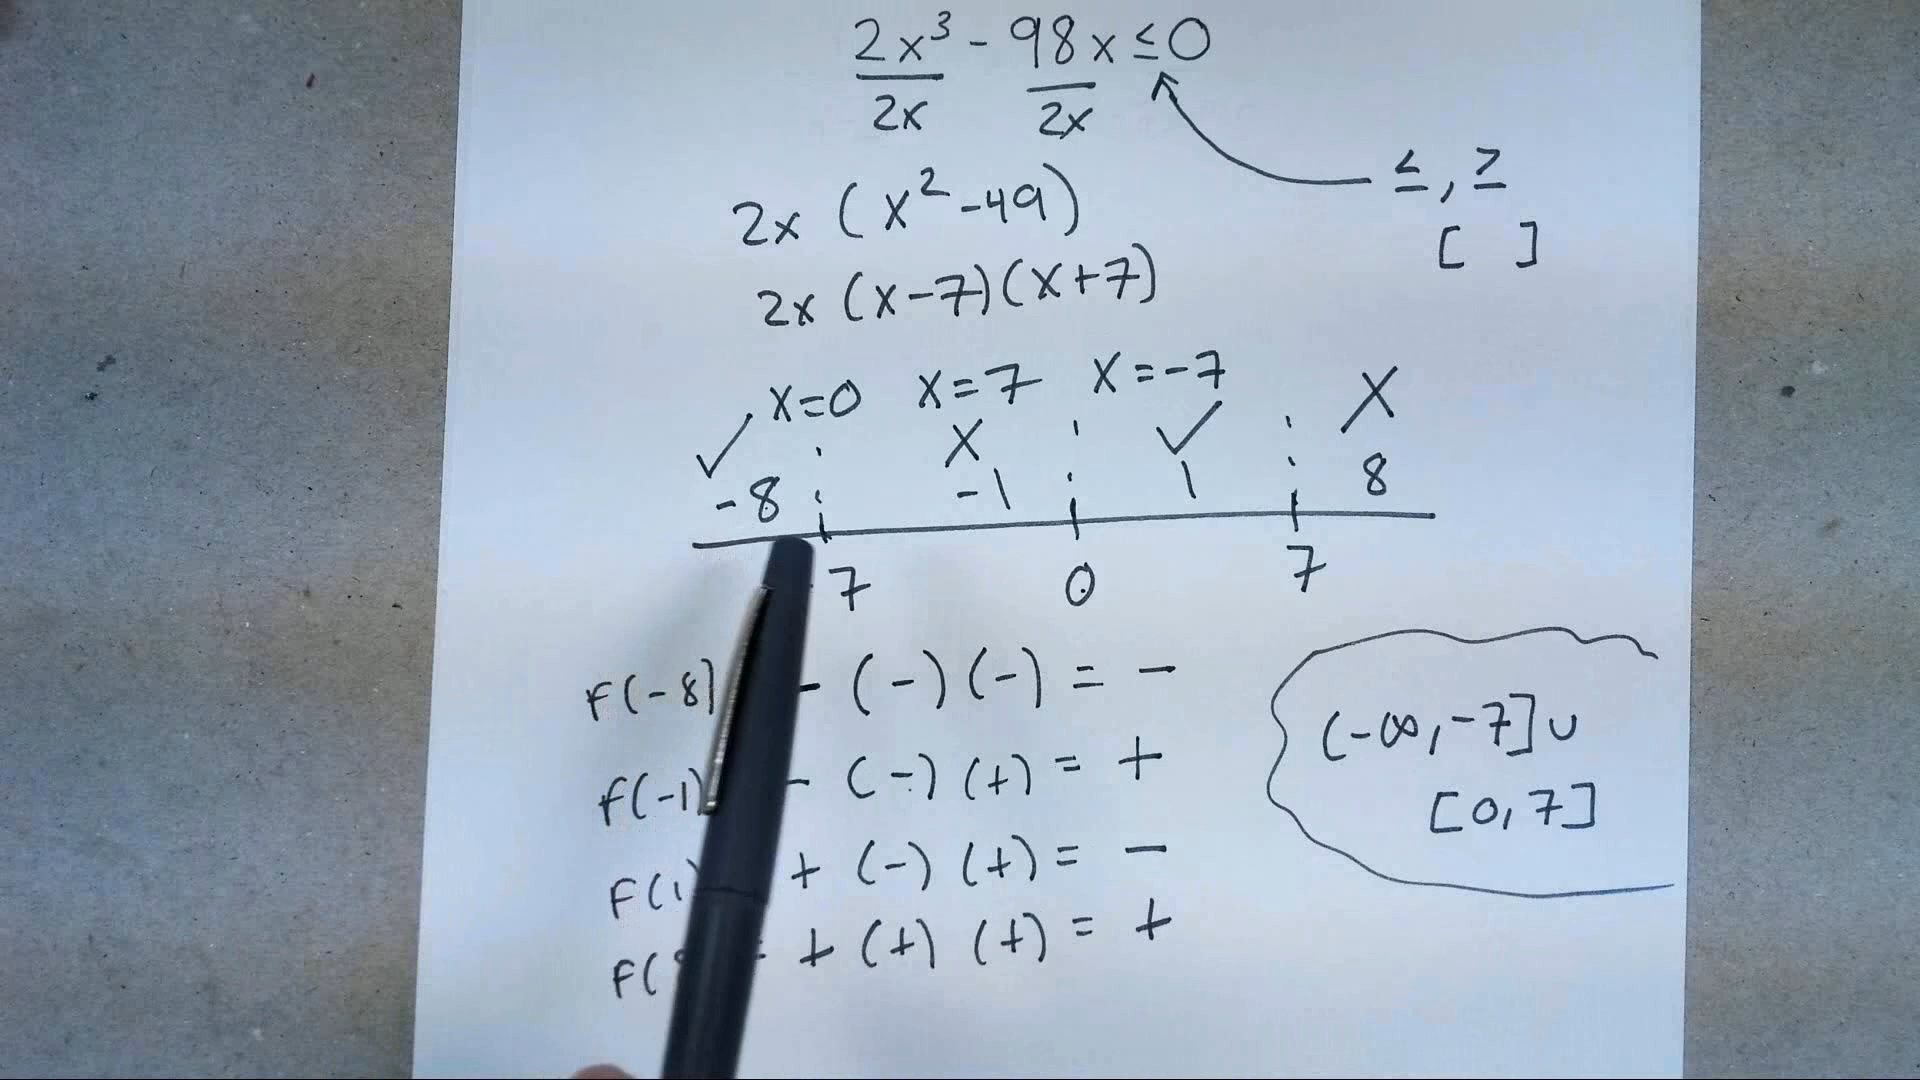 2x³ - 98x ≤ 0
2x 2x
≤, ≥
[ ]
2x (x² - 49)
2x (x-7)(x+7)
x=0 x=7 x=-7
✓ X ✓ X
-8 -1 1 8
7 0 7
F(-8) - (-)(-) = -
F(-1) - (-) (+) = +
F(1) + (-) (+) = -
F( = + (+) (+) = +
(-∞, -7] ∪
[0, 7]